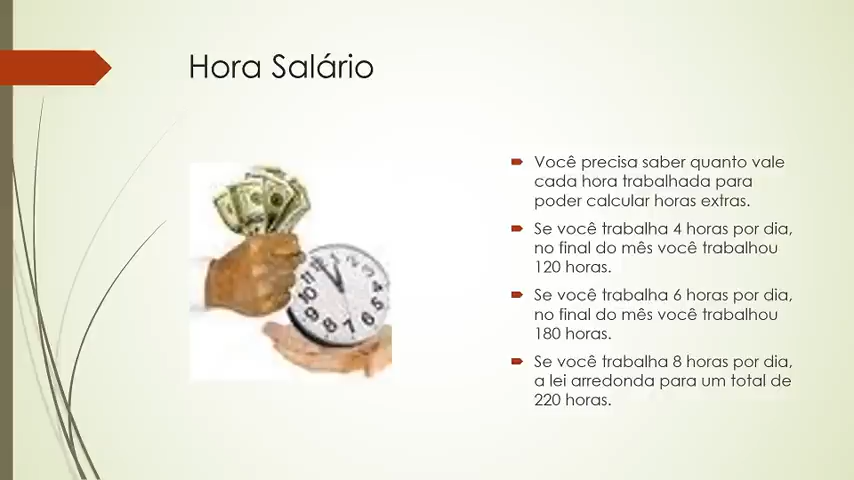 Hora Salário
Você precisa saber quanto vale
cada hora trabalhada para
poder calcular horas extras.
Se você trabalha 4 horas por dia,
no final do mês você trabalhou
120 horas.
Se você trabalha 6 horas por dia,
no final do mês você trabalhou
180 horas.
Se você trabalha 8 horas por dia,
a lei arredonda para um total de
220 horas.